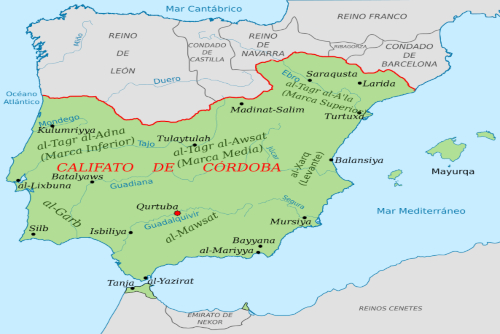 Mar Cantábrico
REINO FRANCO
REINO
DE
LEÓN
CONDADO
DE
CASTILLA
REINO
DE
NAVARRA
RIBAGORZA
CONDADO
DE
BARCELONA
Miño
Océano
Atlántico
Duero
Ebro
Saraqusta
Larida
al-Tagr al-A'la
(Marca Superior)
Madinat-Salim
Turtuxa
Mondego
Kulumriyya
al-Tagr al-Adna
(Marca Inferior)
Tajo
Tulaytulah
al-Tagr al-Awsat
(Marca Media)
Júcar
al-Xarq
(Levante)
Balansiya
Mayurqa
CALIFATO DE CÓRDOBA
Batalyaws
Guadiana
al-Lixbuna
al-Garb
Qurtuba
Guadalquivir
Segura
Mursiya
Mar Mediterráneo
Silb
Isbiliya
al-Mawsat
Bayyana
al-Mariyya
Tanja
al-Yazirat
EMIRATO DE
NEKOR
REINOS CENETES